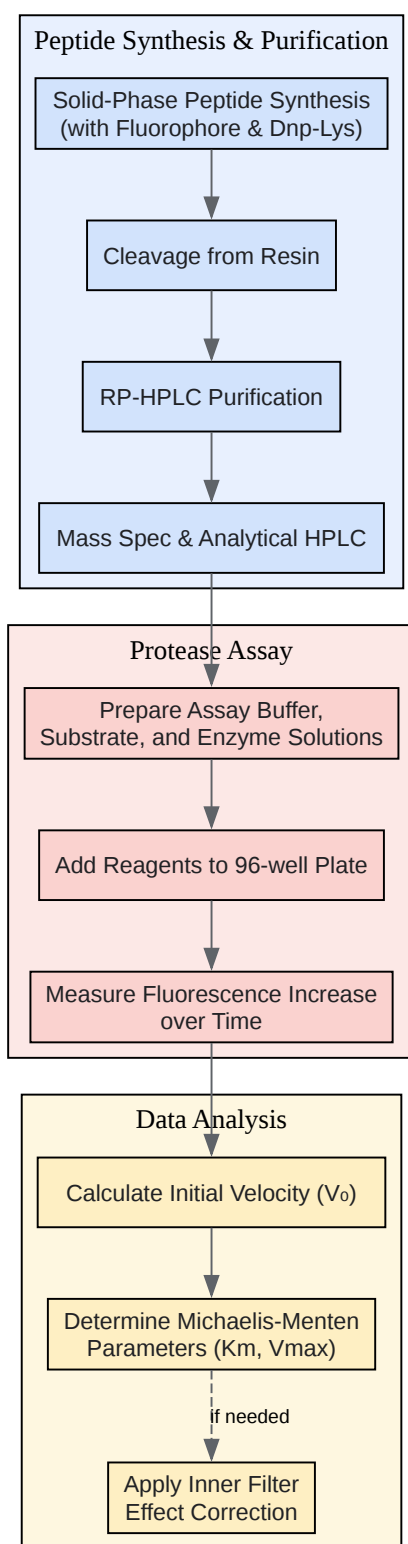 Peptide Synthesis & Purification
Solid-Phase Peptide Synthesis
(with Fluorophore & Dnp-Lys)
Cleavage from Resin
RP-HPLC Purification
Mass Spec & Analytical HPLC
Protease Assay
Prepare Assay Buffer,
Substrate, and Enzyme Solutions
Add Reagents to 96-well Plate
Measure Fluorescence Increase
over Time
Data Analysis
Calculate Initial Velocity (V₀)
Determine Michaelis-Menten
Parameters (Km, Vmax)
if needed
Apply Inner Filter
Effect Correction